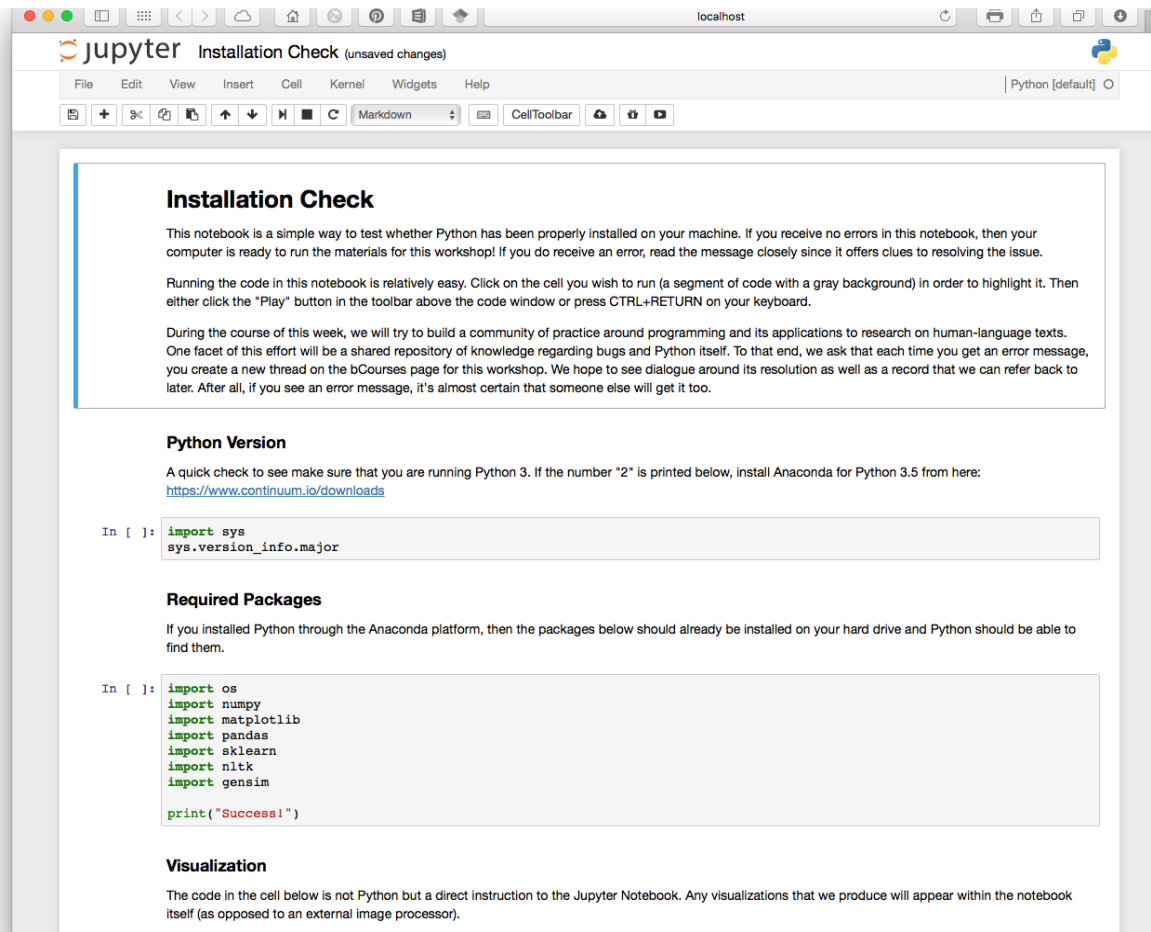 localhost
jupyter Installation Check (unsaved changes)
File Edit View Insert Cell Kernel Widgets Help Python [default]
Markdown CellToolbar
Installation Check
This notebook is a simple way to test whether Python has been properly installed on your machine. If you receive no errors in this notebook, then your
computer is ready to run the materials for this workshop! If you do receive an error, read the message closely since it offers clues to resolving the issue.
Running the code in this notebook is relatively easy. Click on the cell you wish to run (a segment of code with a gray background) in order to highlight it. Then
either click the "Play" button in the toolbar above the code window or press CTRL+RETURN on your keyboard.
During the course of this week, we will try to build a community of practice around programming and its applications to research on human-language texts.
One facet of this effort will be a shared repository of knowledge regarding bugs and Python itself. To that end, we ask that each time you get an error message,
you create a new thread on the bCourses page for this workshop. We hope to see dialogue around its resolution as well as a record that we can refer back to
later. After all, if you see an error message, it's almost certain that someone else will get it too.
Python Version
A quick check to see make sure that you are running Python 3. If the number "2" is printed below, install Anaconda for Python 3.5 from here:
https://www.continuum.io/downloads
In [ ]: import sys
sys.version_info.major
Required Packages
If you installed Python through the Anaconda platform, then the packages below should already be installed on your hard drive and Python should be able to
find them.
In [ ]: import os
import numpy
import matplotlib
import pandas
import sklearn
import nltk
import gensim
print("Success!")
Visualization
The code in the cell below is not Python but a direct instruction to the Jupyter Notebook. Any visualizations that we produce will appear within the notebook
itself (as opposed to an external image processor).